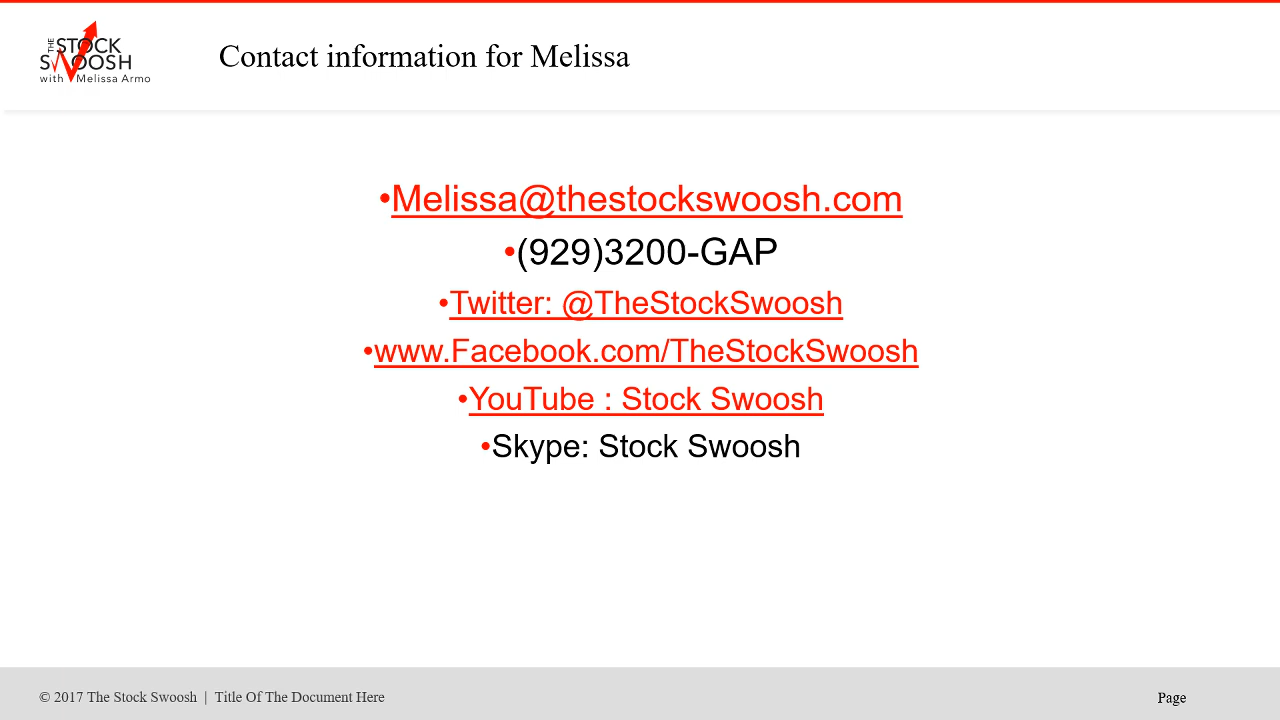 THE STOCK
SWOOSH
with Melissa Armo
Contact information for Melissa
•Melissa@thestockswoosh.com
•(929)3200-GAP
•Twitter: @TheStockSwoosh
•www.Facebook.com/TheStockSwoosh
•YouTube : Stock Swoosh
•Skype: Stock Swoosh
© 2017 The Stock Swoosh | Title Of The Document Here
Page